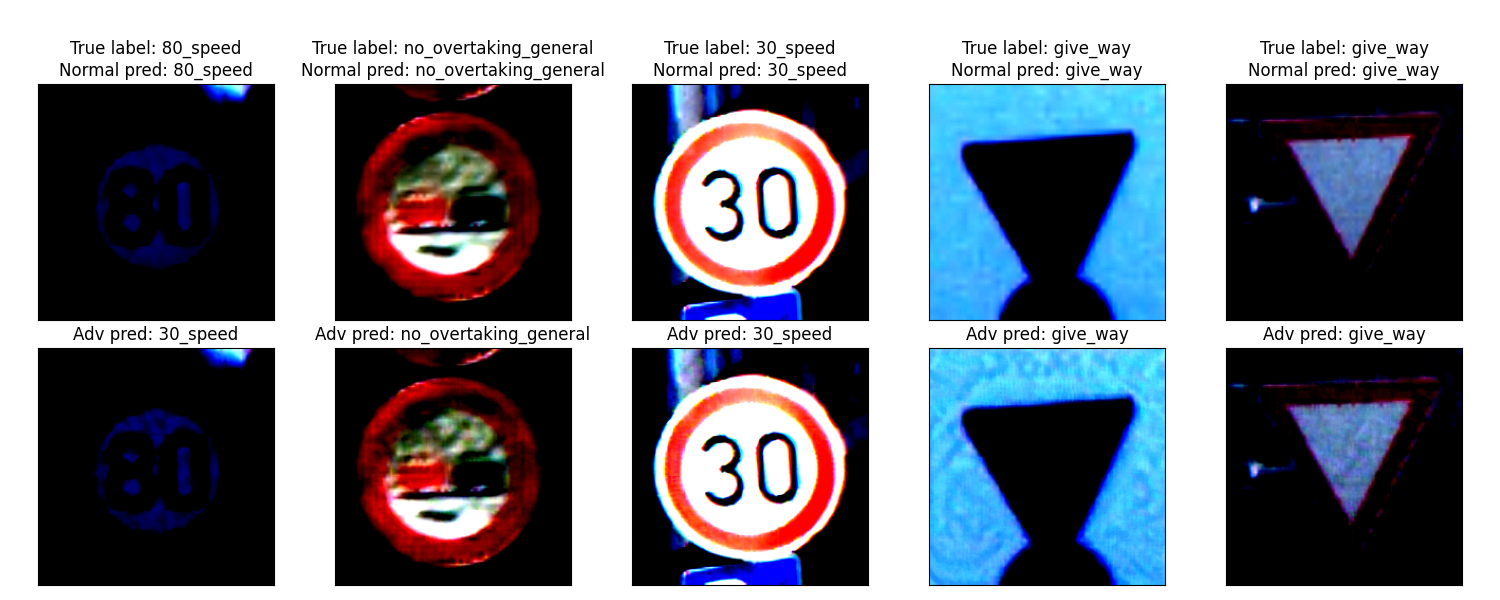 True label: 80_speed
Normal pred: 80_speed
True label: no_overtaking_general
Normal pred: no_overtaking_general
True label: 30_speed
Normal pred: 30_speed
True label: give_way
Normal pred: give_way
True label: give_way
Normal pred: give_way
80
30
Adv pred: 30_speed
Adv pred: no_overtaking_general
Adv pred: 30_speed
Adv pred: give_way
Adv pred: give_way
80
30